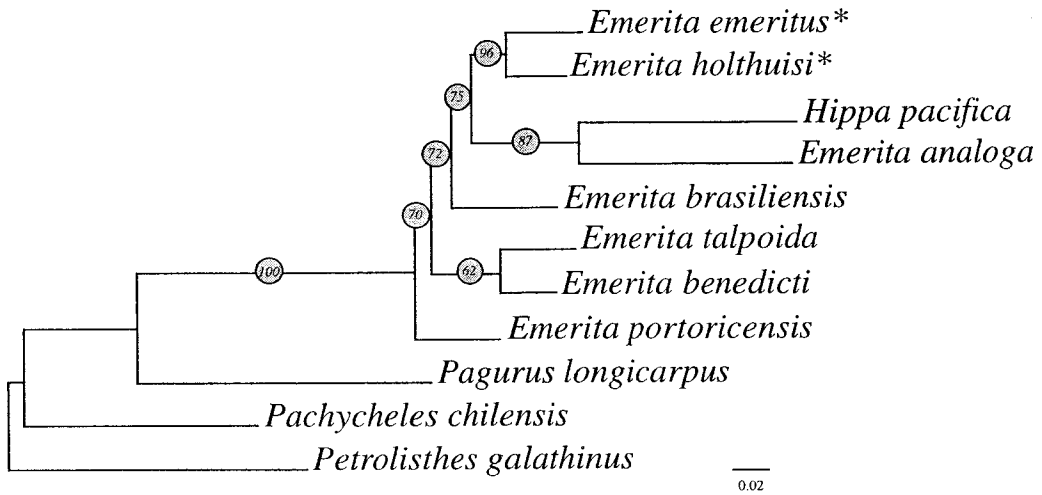 Emerita emeritus*
96
Emerita holthuisi*
75
Hippa pacifica
87
Emerita analoga
72
Emerita brasiliensis
70
Emerita talpoida
100
62
Emerita benedicti
Emerita portoricensis
Pagurus longicarpus
Pachycheles chilensis
Petrolisthes galathinus
0.02